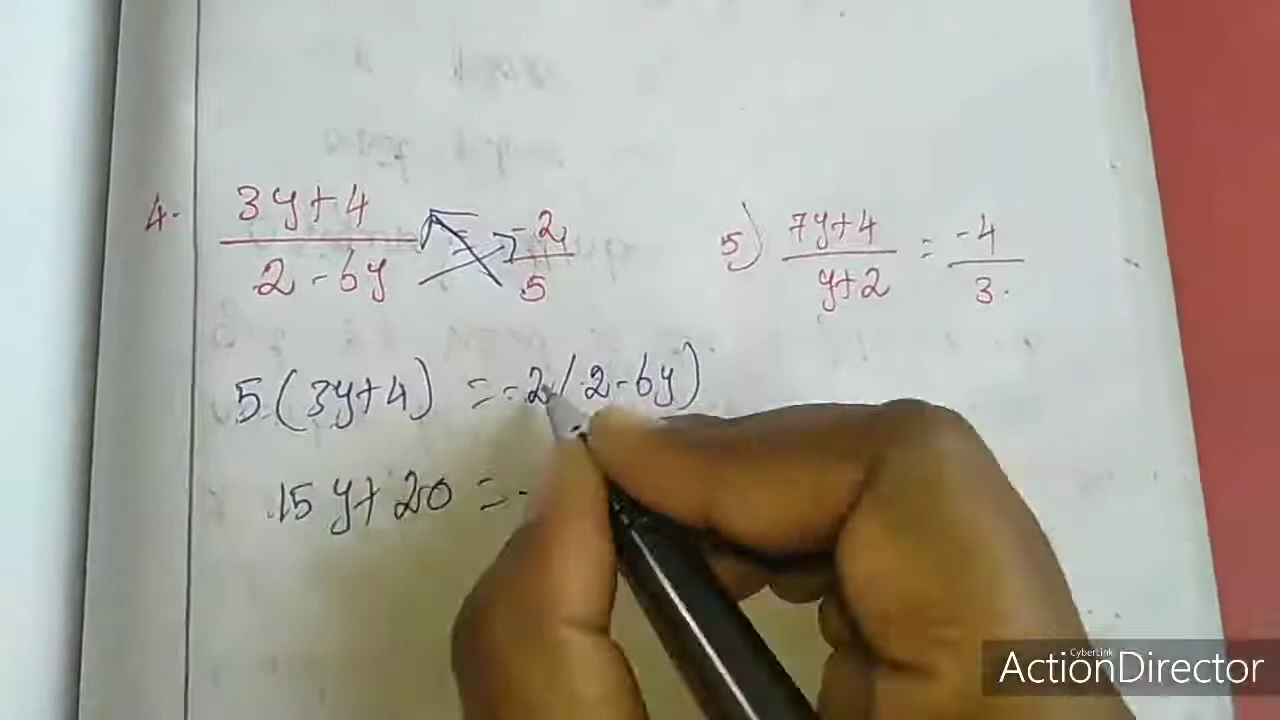 4. 3y+4 / 2-6y = -2 / 5
5) 7y+4 / y+2 = -4 / 3.
5(3y+4) = -2(2-6y)
15y+20 = -
CyberLink
ActionDirector